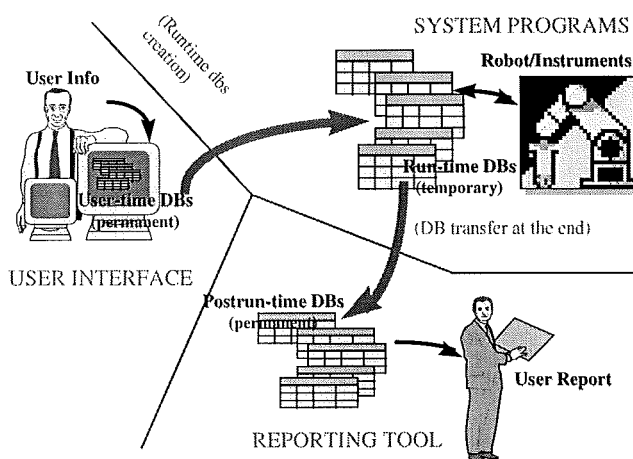 SYSTEM PROGRAMS
(Runtime dbs
creation)
User Info
Robot/Instruments
User-time DBs
(permanent)
Run-time DBs
(temporary)
(DB transfer at the end)
USER INTERFACE
Postrun-time DBs
(permanent)
User Report
REPORTING TOOL